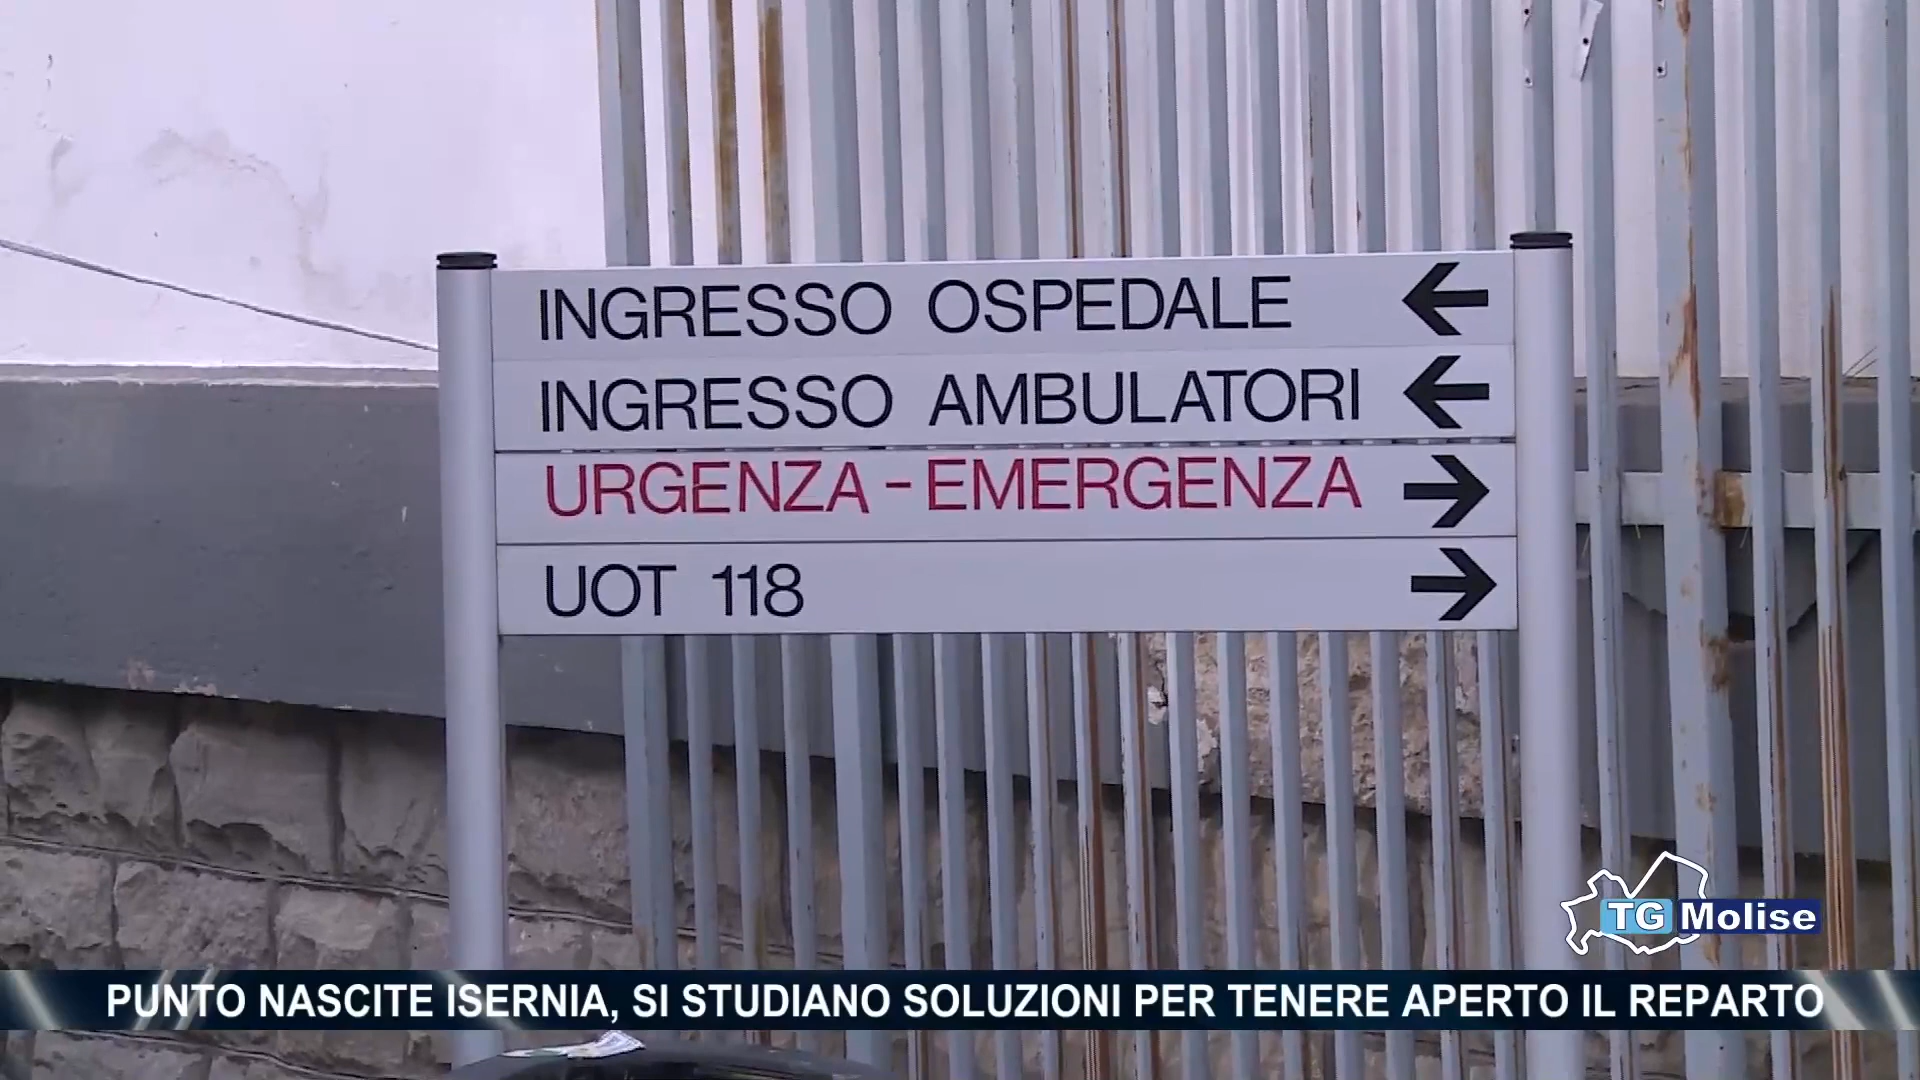 INGRESSO OSPEDALE ←
INGRESSO AMBULATORI ←
URGENZA - EMERGENZA →
UOT 118 →
TG Molise
PUNTO NASCITE ISERNIA, SI STUDIANO SOLUZIONI PER TENERE APERTO IL REPARTO